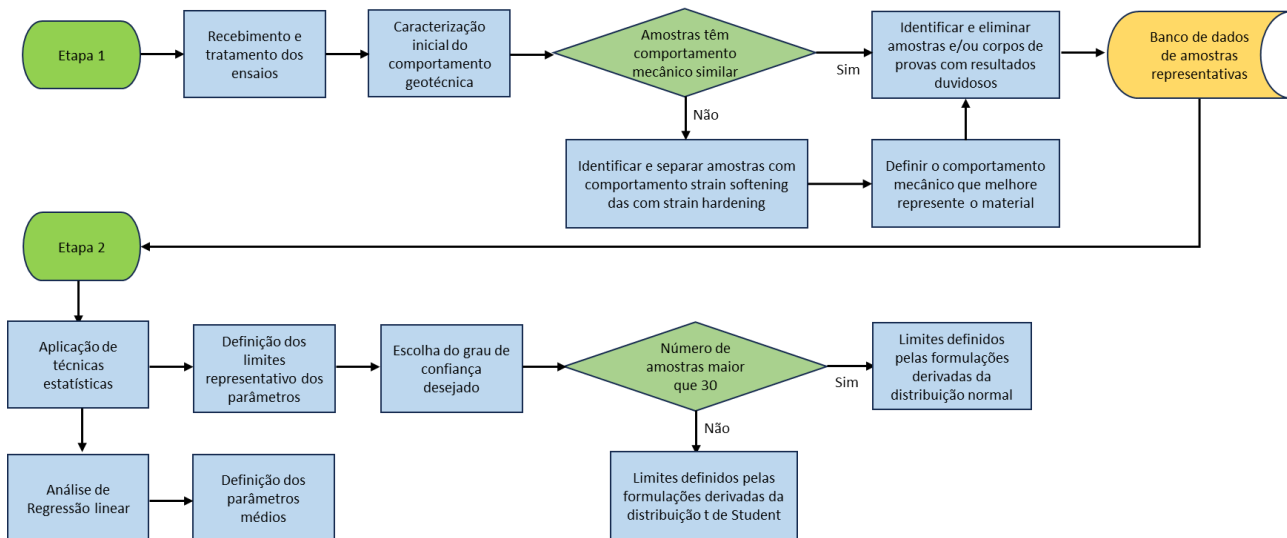 Etapa 1
Recebimento e
tratamento dos
ensaios
Caracterização
inicial do
comportamento
geotécnica
Amostras têm
comportamento
mecânico similar
Sim
Não
Identificar e eliminar
amostras e/ou corpos de
provas com resultados
duvidosos
Banco de dados
de amostras
representativas
Identificar e separar amostras com
comportamento strain softening
das com strain hardening
Definir o comportamento
mecânico que melhore
represente o material
Etapa 2
Aplicação de
técnicas
estatísticas
Definição dos
limites
representativo dos
parâmetros
Escolha do grau de
confiança
desejado
Número de
amostras maior
que 30
Sim
Não
Limites definidos
pelas formulações
derivadas da
distribuição normal
Limites definidos pelas
formulações derivadas da
distribuição t de Student
Análise de
Regressão linear
Definição dos
parâmetros
médios